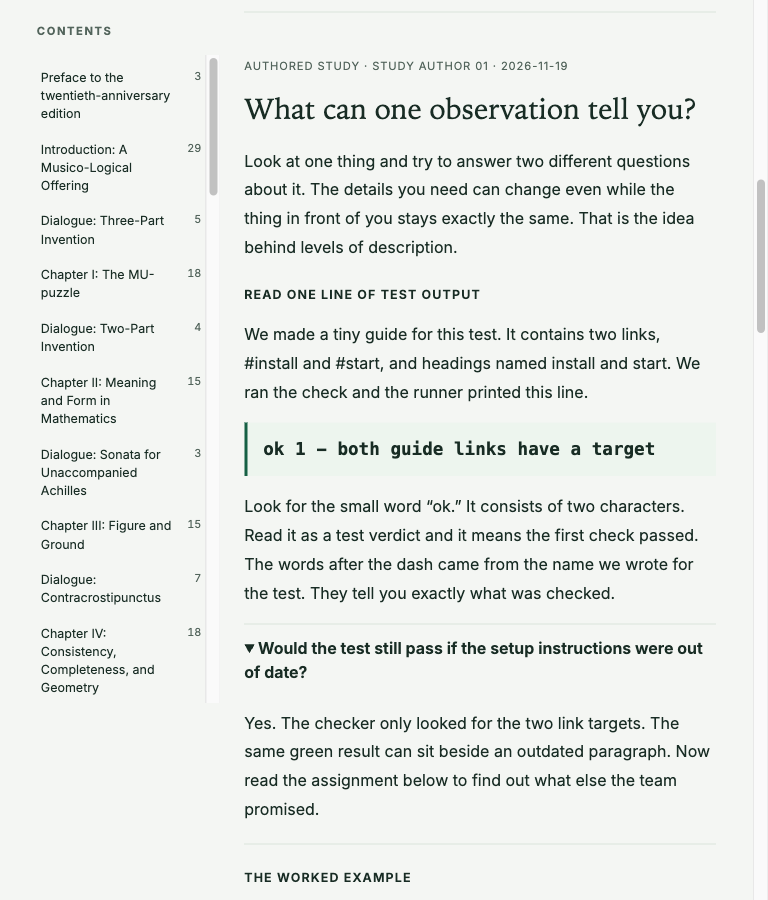 CONTENTS
Preface to the 3
twentieth-anniversary
edition
Introduction: A 29
Musico-Logical
Offering
Dialogue: Three-Part 5
Invention
Chapter I: The MU- 18
puzzle
Dialogue: Two-Part 4
Invention
Chapter II: Meaning 15
and Form in
Mathematics
Dialogue: Sonata for 3
Unaccompanied
Achilles
Chapter III: Figure and 15
Ground
Dialogue: 7
Contracrostipunctus
Chapter IV: 18
Consistency,
Completeness, and
Geometry
AUTHORED STUDY · STUDY AUTHOR 01 · 2026-11-19
What can one observation tell you?
Look at one thing and try to answer two different questions
about it. The details you need can change even while the
thing in front of you stays exactly the same. That is the idea
behind levels of description.
READ ONE LINE OF TEST OUTPUT
We made a tiny guide for this test. It contains two links,
#install and #start, and headings named install and start. We
ran the check and the runner printed this line.
ok 1 – both guide links have a target
Look for the small word “ok.” It consists of two characters.
Read it as a test verdict and it means the first check passed.
The words after the dash came from the name we wrote for
the test. They tell you exactly what was checked.
▼ Would the test still pass if the setup instructions were out
of date?
Yes. The checker only looked for the two link targets. The
same green result can sit beside an outdated paragraph. Now
read the assignment below to find out what else the team
promised.
THE WORKED EXAMPLE